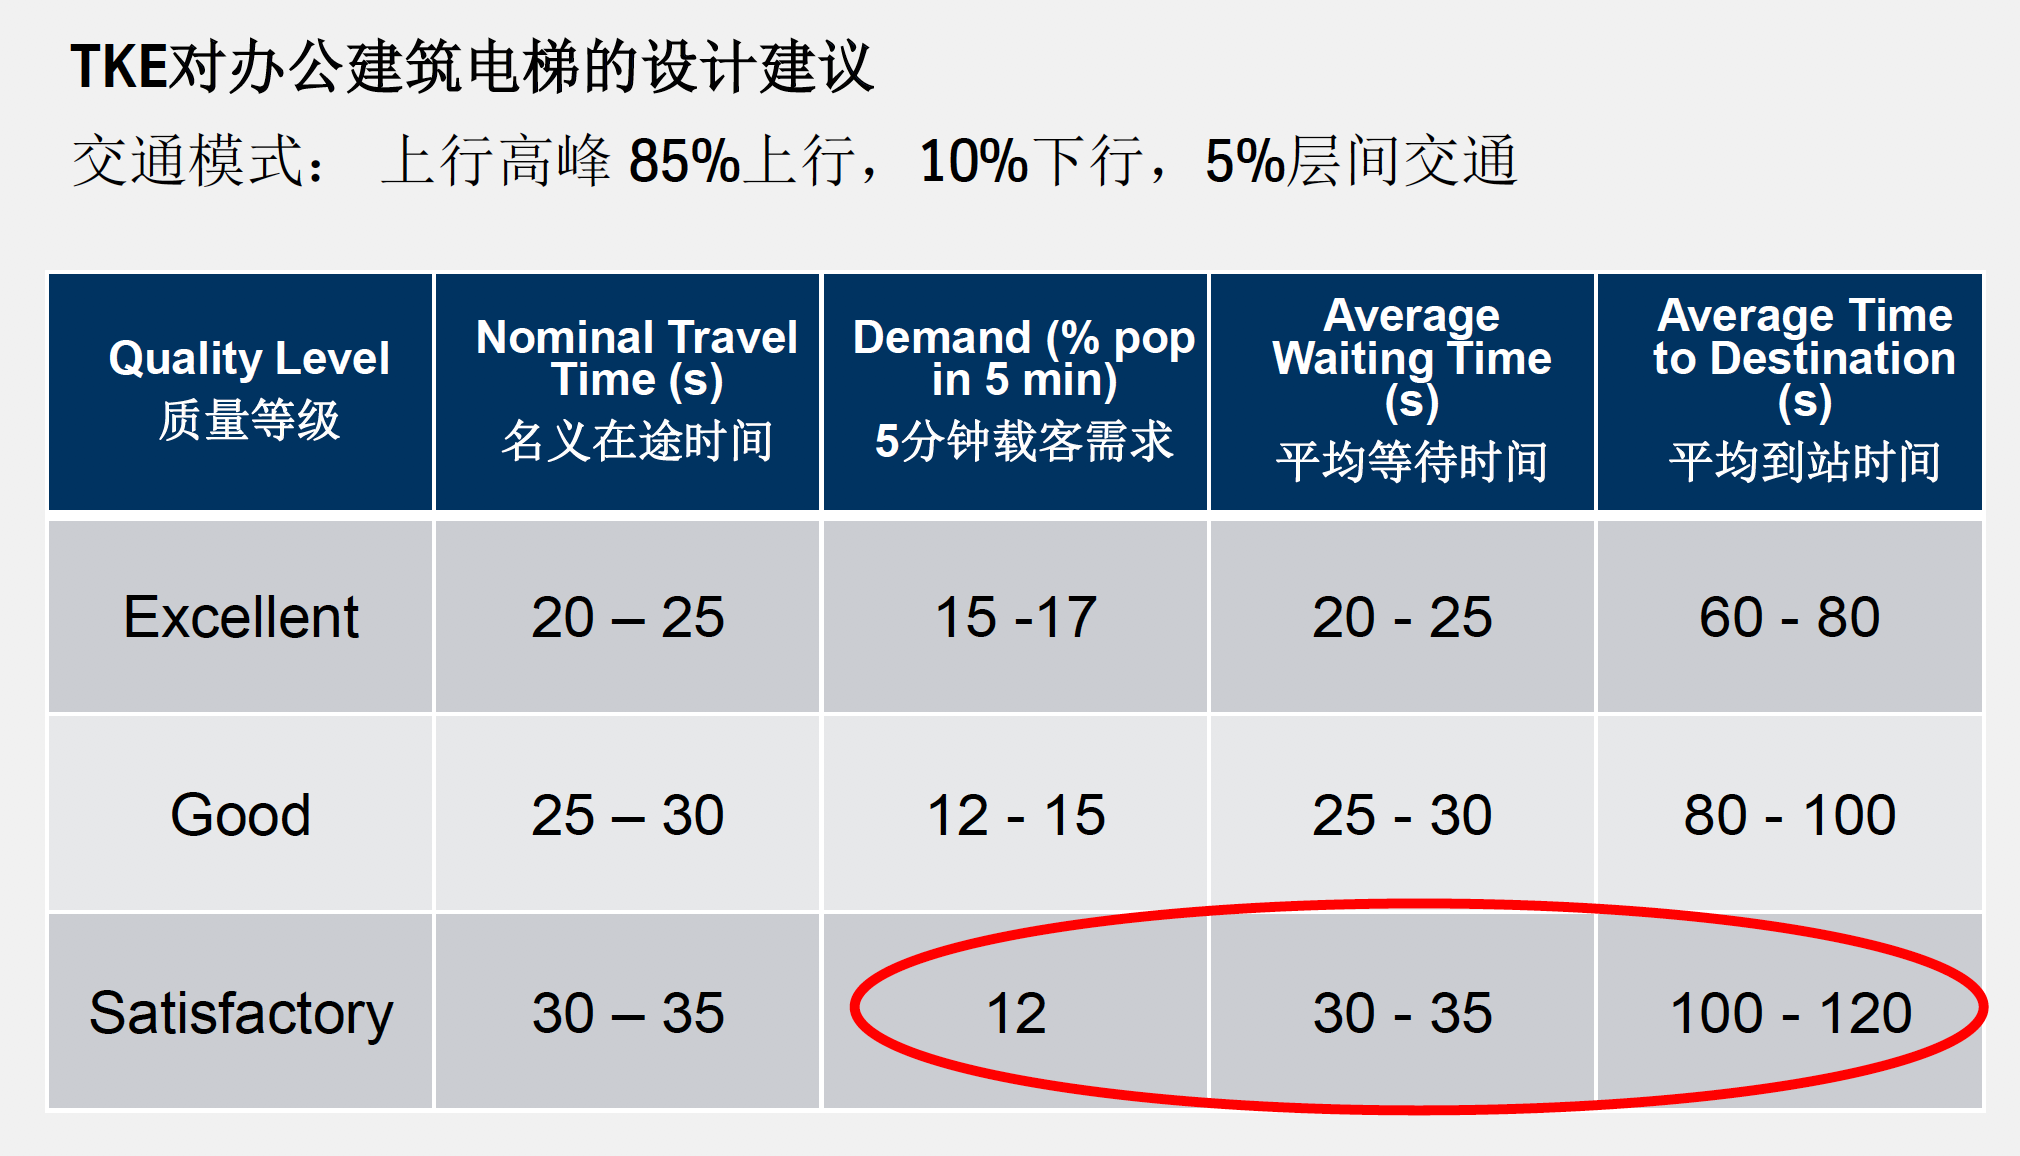 TKE对办公建筑电梯的设计建议
交通模式： 上行高峰 85%上行，10%下行，5%层间交通
Quality Level
质量等级
Nominal Travel
Time (s)
名义在途时间
Demand (% pop
in 5 min)
5分钟载客需求
Average
Waiting Time
(s)
平均等待时间
Average Time
to Destination
(s)
平均到站时间
Excellent
20 – 25
15 -17
20 - 25
60 - 80
Good
25 – 30
12 - 15
25 - 30
80 - 100
Satisfactory
30 – 35
12
30 - 35
100 - 120